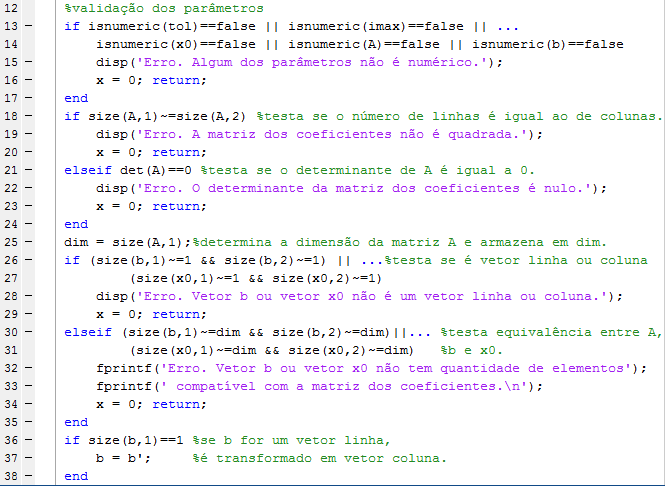 12 %validação dos parâmetros
13 – if isnumeric(tol)==false || isnumeric(imax)==false || ...
14 isnumeric(x0)==false || isnumeric(A)==false || isnumeric(b)==false
15 – disp('Erro. Algum dos parâmetros não é numérico.');
16 – x = 0; return;
17 – end
18 – if size(A,1)~=size(A,2) %testa se o número de linhas é igual ao de colunas.
19 – disp('Erro. A matriz dos coeficientes não é quadrada.');
20 – x = 0; return;
21 – elseif det(A)==0 %testa se o determinante de A é igual a 0.
22 – disp('Erro. O determinante da matriz dos coeficientes é nulo.');
23 – x = 0; return;
24 – end
25 – dim = size(A,1);%determina a dimensão da matriz A e armazena em dim.
26 – if (size(b,1)~=1 && size(b,2)~=1) || ...%testa se é vetor linha ou coluna
27 (size(x0,1)~=1 && size(x0,2)~=1)
28 – disp('Erro. Vetor b ou vetor x0 não é um vetor linha ou coluna.');
29 – x = 0; return;
30 – elseif (size(b,1)~=dim && size(b,2)~=dim)||... %testa equivalência entre A,
31 (size(x0,1)~=dim && size(x0,2)~=dim) %b e x0.
32 – fprintf('Erro. Vetor b ou vetor x0 não tem quantidade de elementos');
33 – fprintf(' compatível com a matriz dos coeficientes.\n');
34 – x = 0; return;
35 – end
36 – if size(b,1)==1 %se b for um vetor linha,
37 – b = b'; %é transformado em vetor coluna.
38 – end